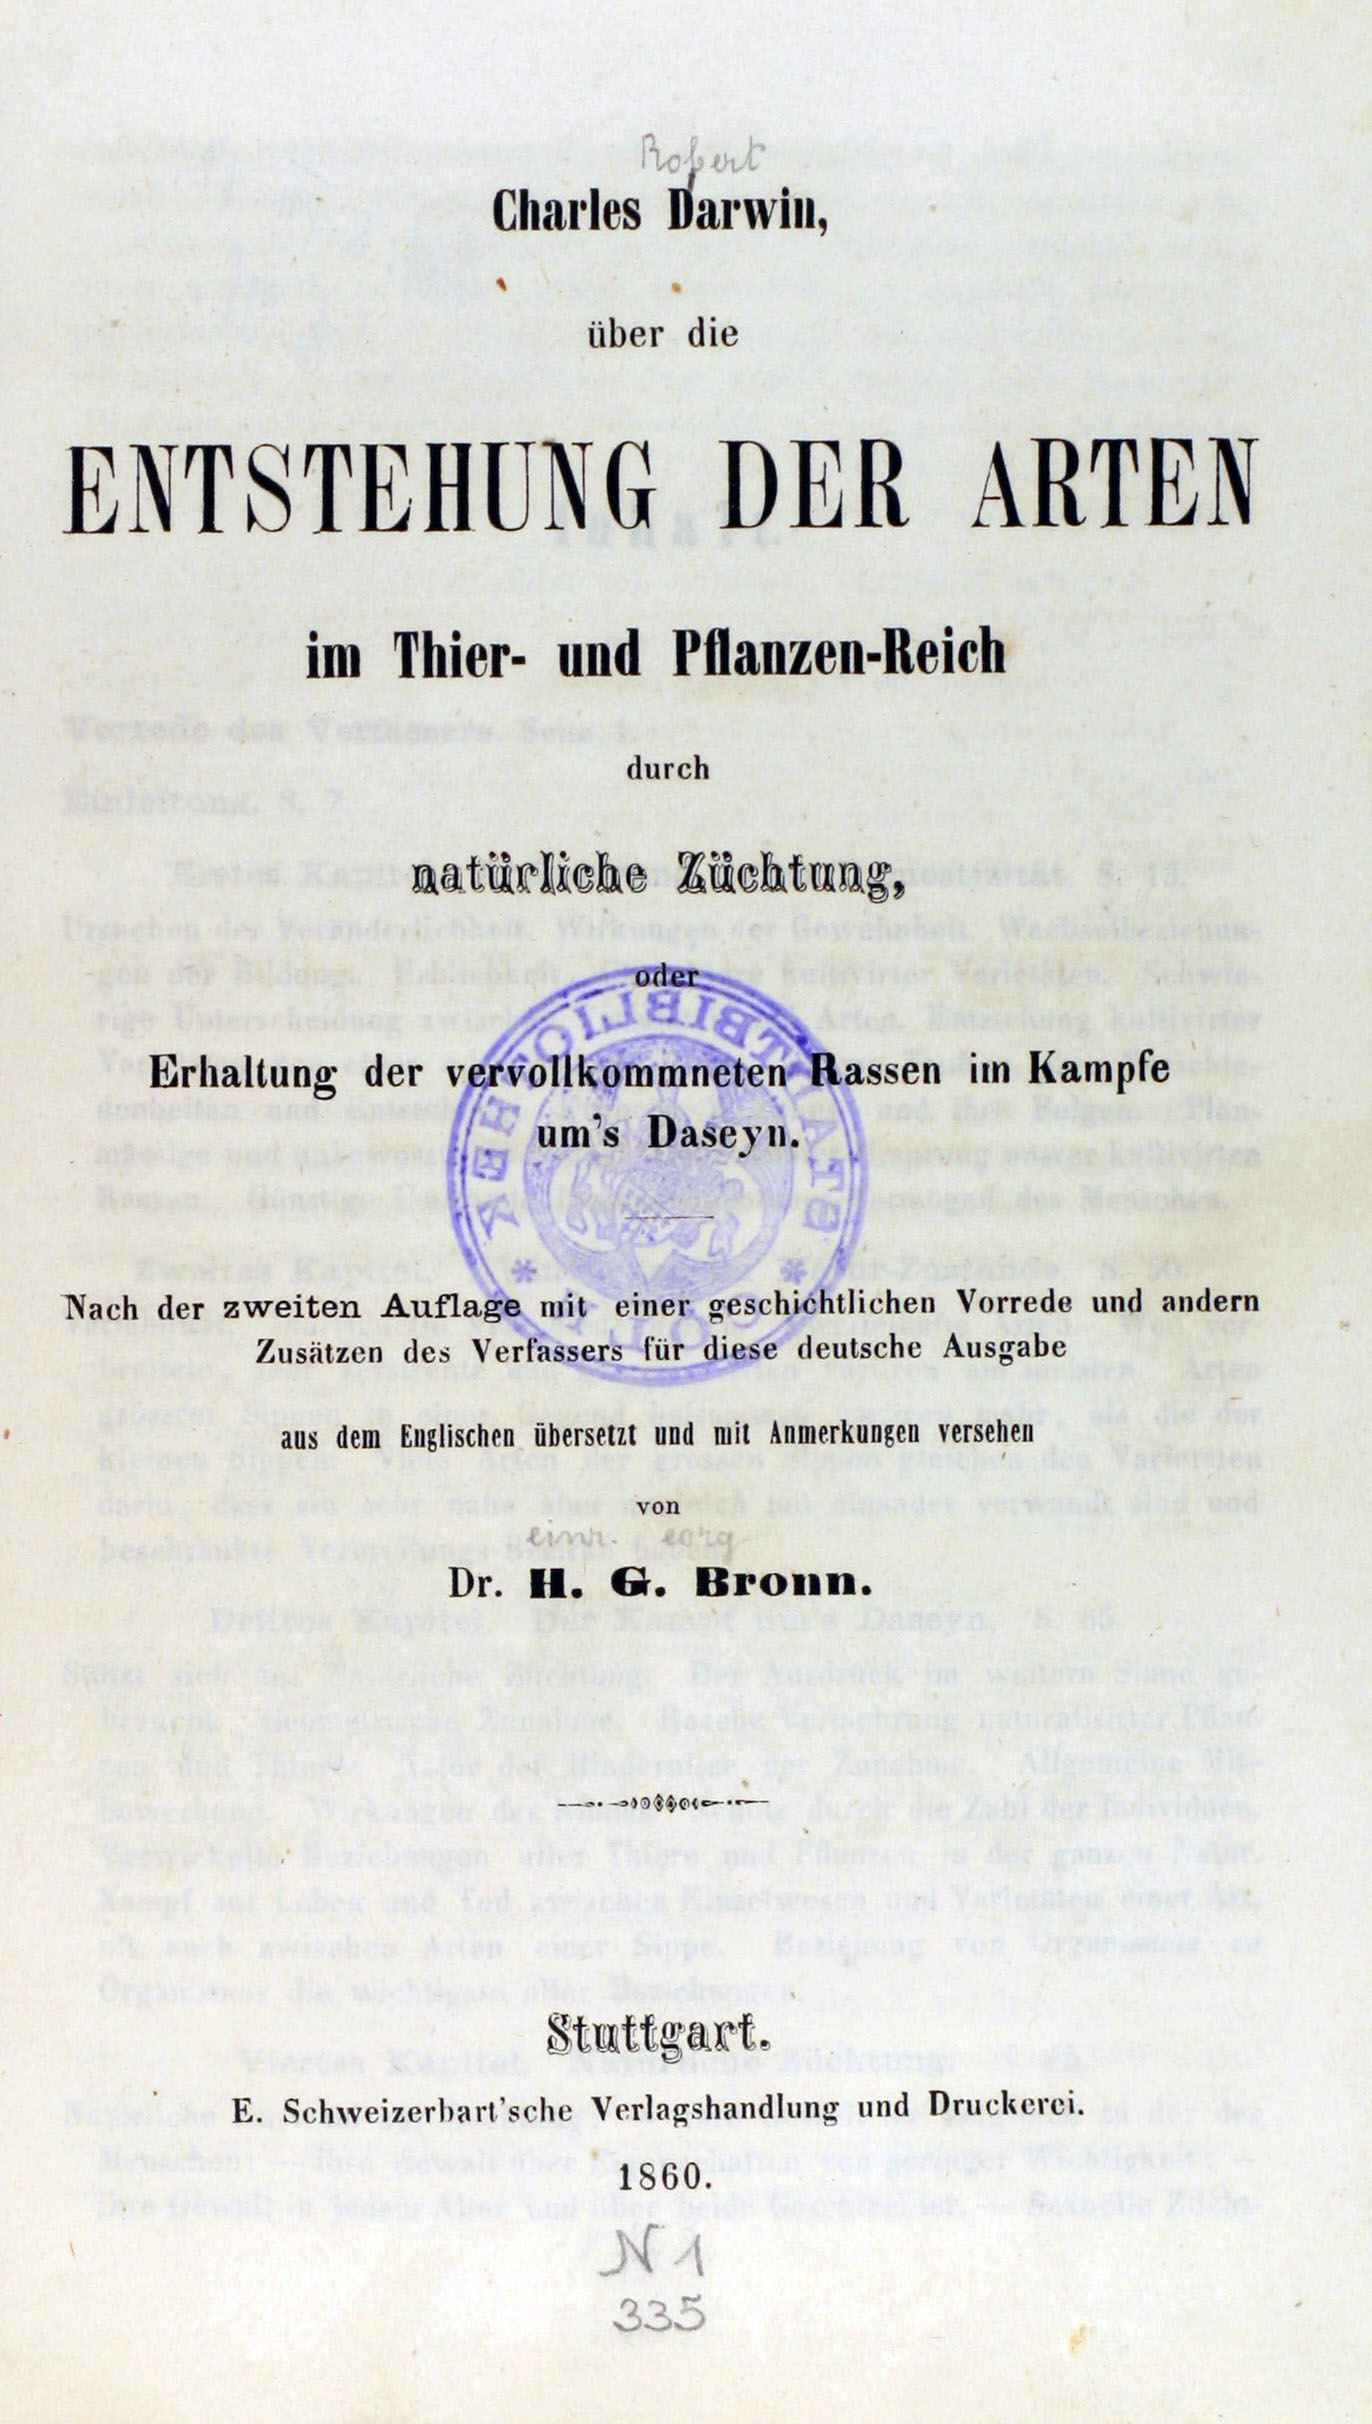 Robert
Charles Darwin,
über die
ENTSTEHUNG DER ARTEN
im Thier- und Pflanzen-Reich
durch
natürliche Züchtung,
oder
Erhaltung der vervollkommneten Rassen im Kampfe
um's Daseyn.
Nach der zweiten Auflage mit einer geschichtlichen Vorrede und andern
Zusätzen des Verfassers für diese deutsche Ausgabe
aus dem Englischen übersetzt und mit Anmerkungen versehen
von
einr. eorg
Dr. H. G. Bronn.
Stuttgart.
E. Schweizerbart'sche Verlagshandlung und Druckerei.
1860.
N 1
335